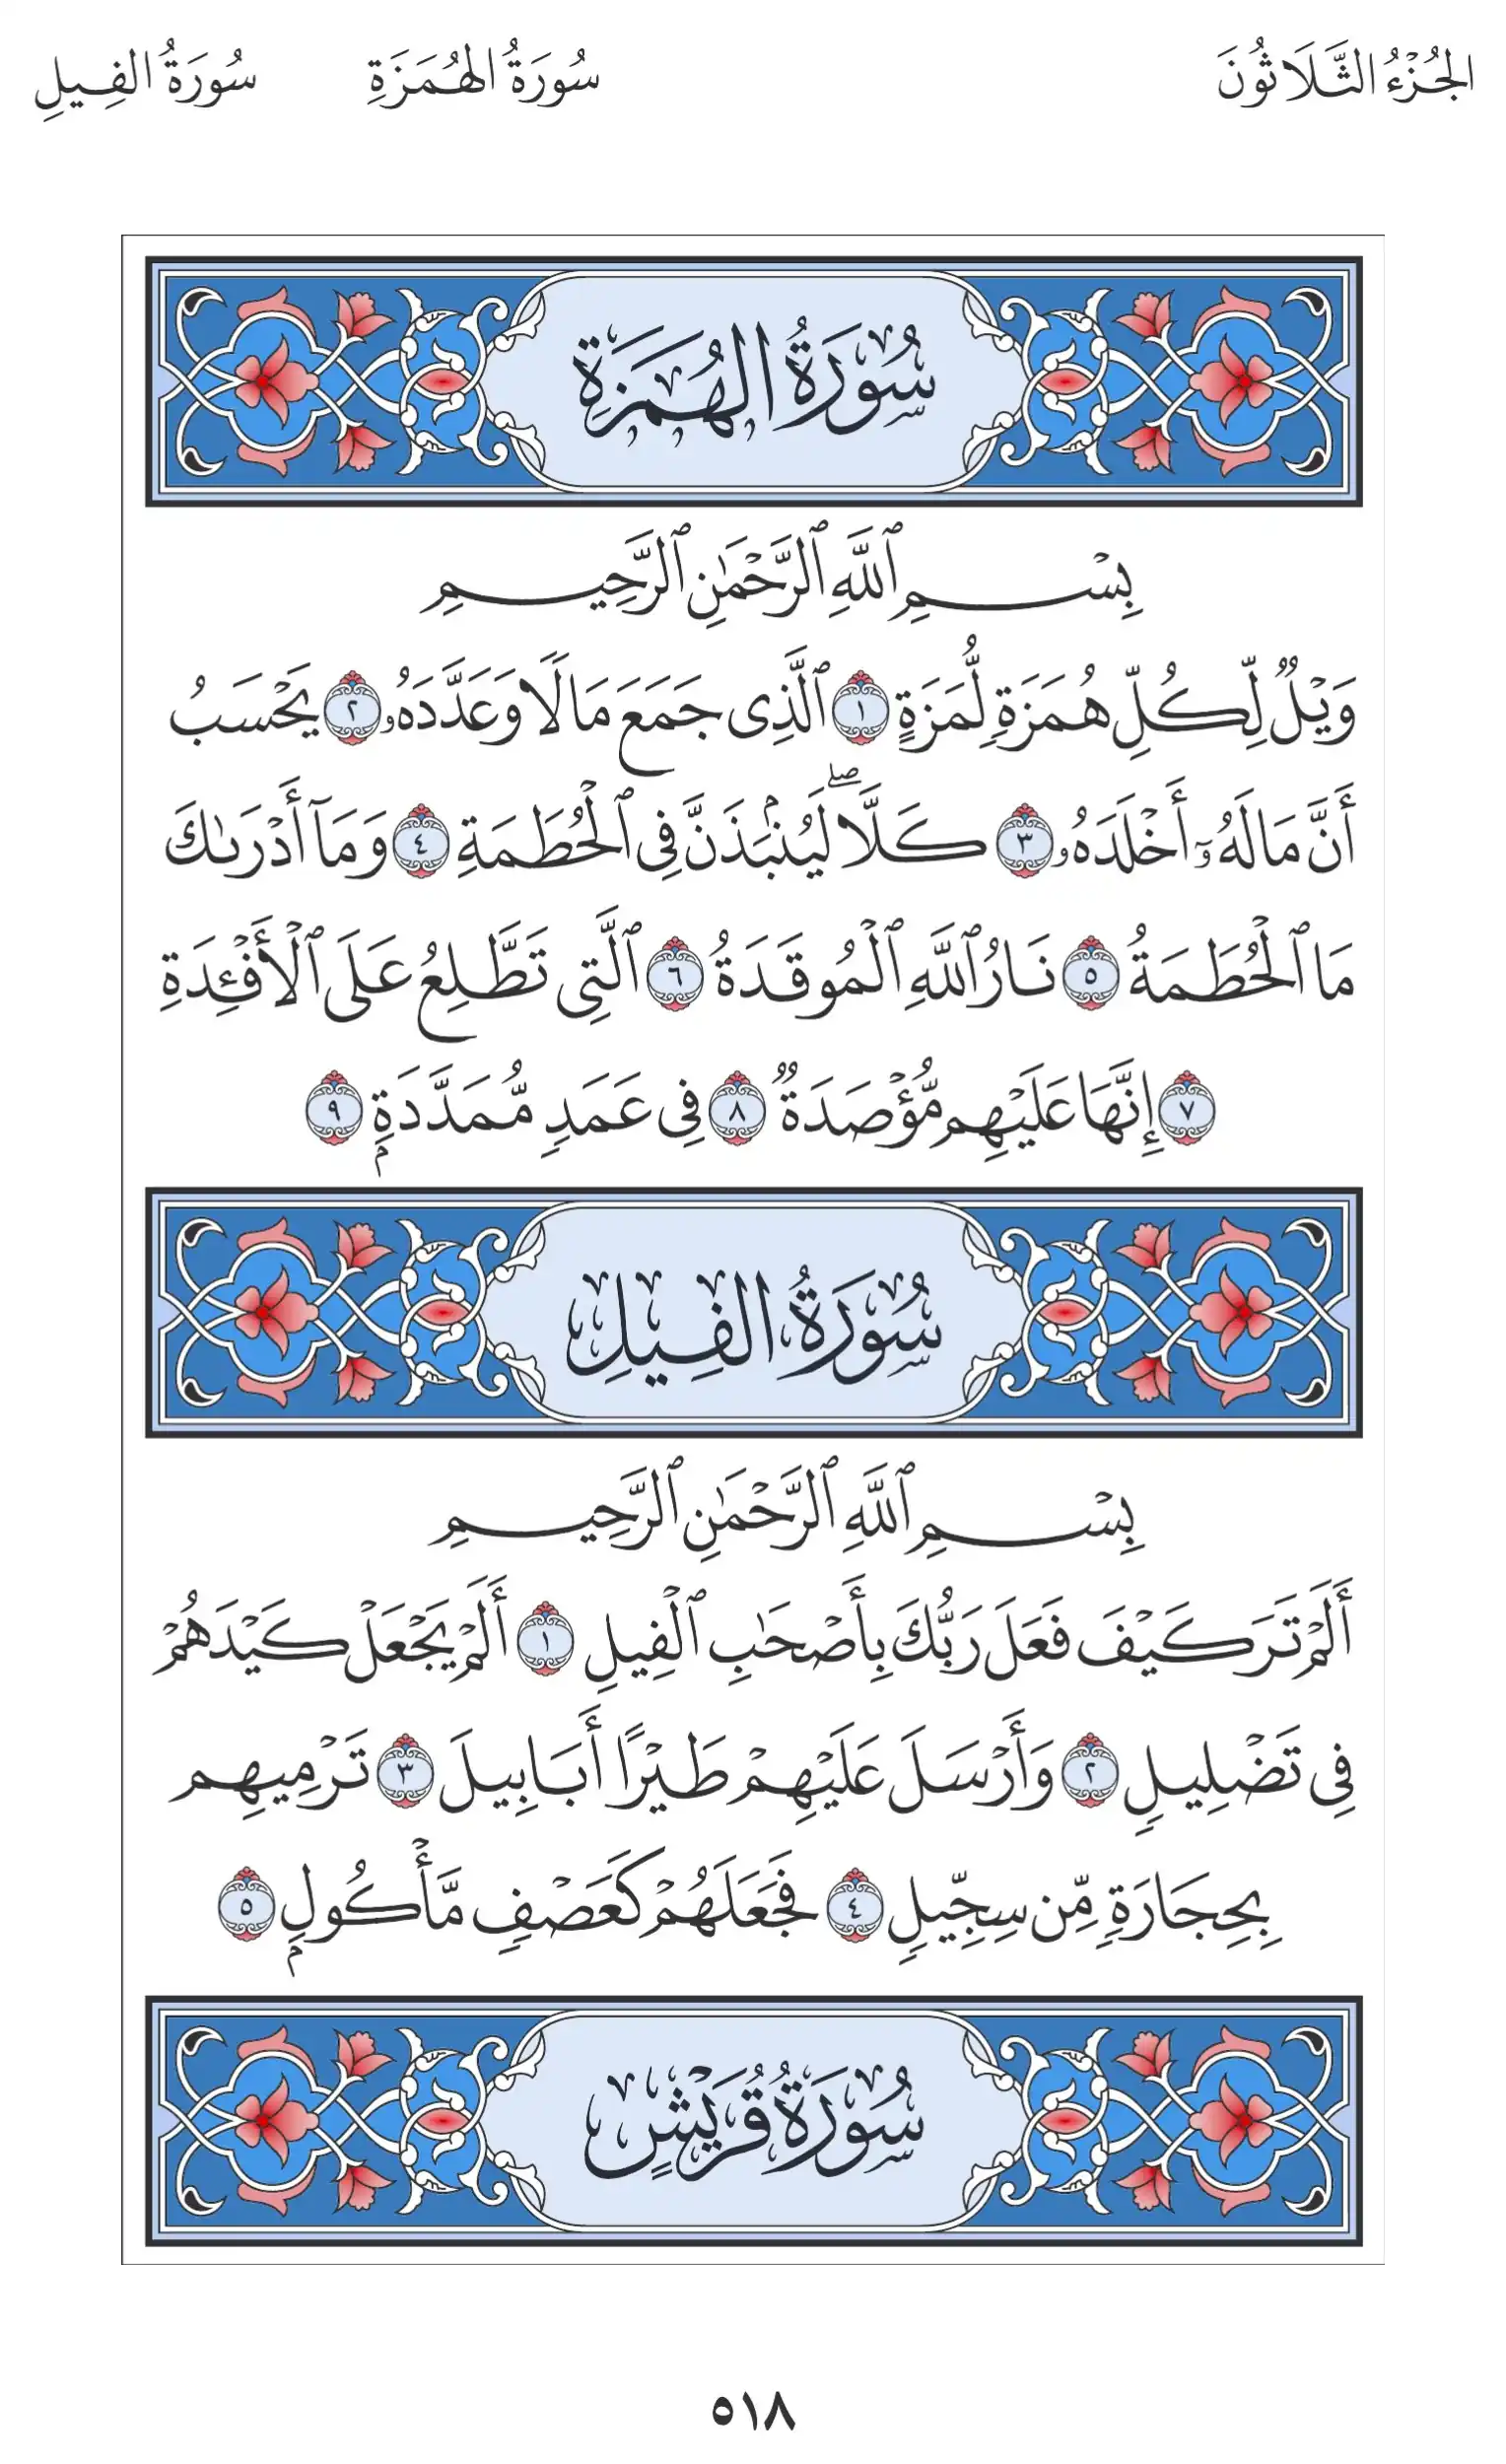 الجُزْءُ الثَّلَاثُونَ سُورَةُ الهُمَزَةِ سُورَةُ الفِيلِ
سُورَةُ الهُمَزَةِ
بِسْمِ ٱللَّهِ ٱلرَّحْمَٰنِ ٱلرَّحِيمِ
وَيْلٌ لِّكُلِّ هُمَزَةٍ لُّمَزَةٍ ١ ٱلَّذِى جَمَعَ مَالًا وَعَدَّدَهُۥ ٢ يَحْسَبُ
أَنَّ مَالَهُۥٓ أَخْلَدَهُۥ ٣ كَلَّاۖ لَيُنۢبَذَنَّ فِى ٱلْحُطَمَةِ ٤ وَمَآ أَدْرَىٰكَ
مَا ٱلْحُطَمَةُ ٥ نَارُ ٱللَّهِ ٱلْمُوقَدَةُ ٦ ٱلَّتِى تَطَّلِعُ عَلَى ٱلْأَفْـِٔدَةِ
٧ إِنَّهَا عَلَيْهِم مُّؤْصَدَةٌ ٨ فِى عَمَدٍ مُّمَدَّدَةٍۭ ٩
سُورَةُ الفِيلِ
بِسْمِ ٱللَّهِ ٱلرَّحْمَٰنِ ٱلرَّحِيمِ
أَلَمْ تَرَ كَيْفَ فَعَلَ رَبُّكَ بِأَصْحَٰبِ ٱلْفِيلِ ١ أَلَمْ يَجْعَلْ كَيْدَهُمْ
فِى تَضْلِيلٍ ٢ وَأَرْسَلَ عَلَيْهِمْ طَيْرًا أَبَابِيلَ ٣ تَرْمِيهِم
بِحِجَارَةٍ مِّن سِجِّيلٍ ٤ فَجَعَلَهُمْ كَعَصْفٍ مَّأْكُولٍۭ ٥
سُورَةُ قُرَيْشٍ
٥١٨